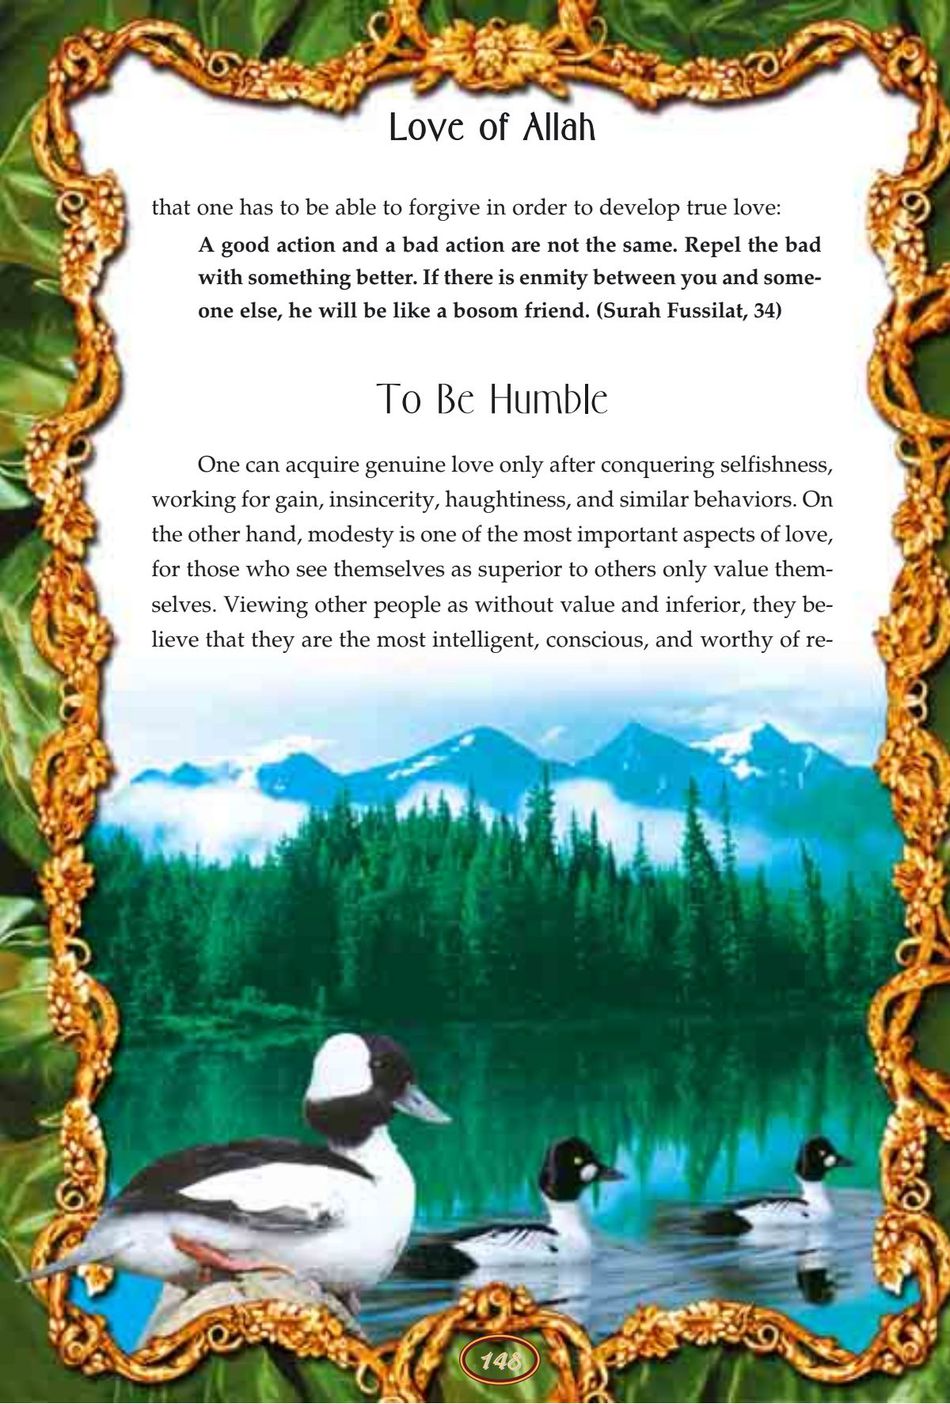 Love of Allah
that one has to be able to forgive in order to develop true love:
A good action and a bad action are not the same. Repel the bad
with something better. If there is enmity between you and some-
one else, he will be like a bosom friend. (Surah Fussilat, 34)
To Be Humble
One can acquire genuine love only after conquering selfishness,
working for gain, insincerity, haughtiness, and similar behaviors. On
the other hand, modesty is one of the most important aspects of love,
for those who see themselves as superior to others only value them-
selves. Viewing other people as without value and inferior, they be-
lieve that they are the most intelligent, conscious, and worthy of re-
148